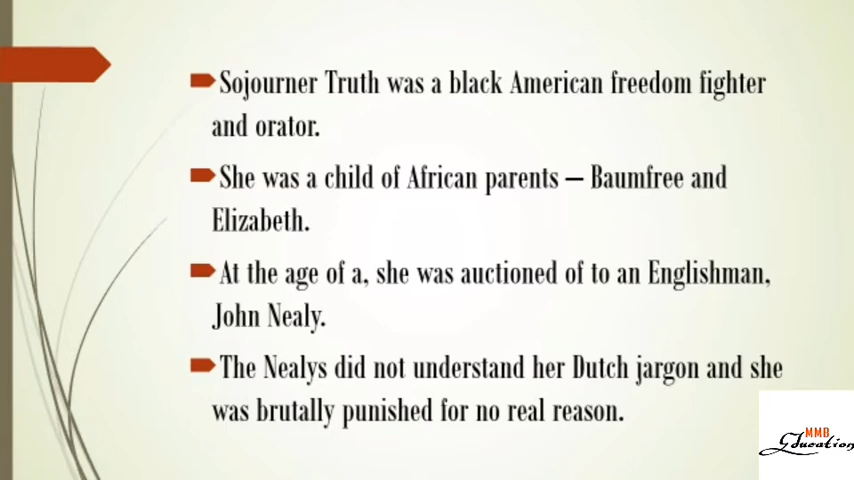 Sojourner Truth was a black American freedom fighter
and orator.
She was a child of African parents – Baumfree and
Elizabeth.
At the age of a, she was auctioned of to an Englishman,
John Nealy.
The Nealys did not understand her Dutch jargon and she
was brutally punished for no real reason.
MMB
Education